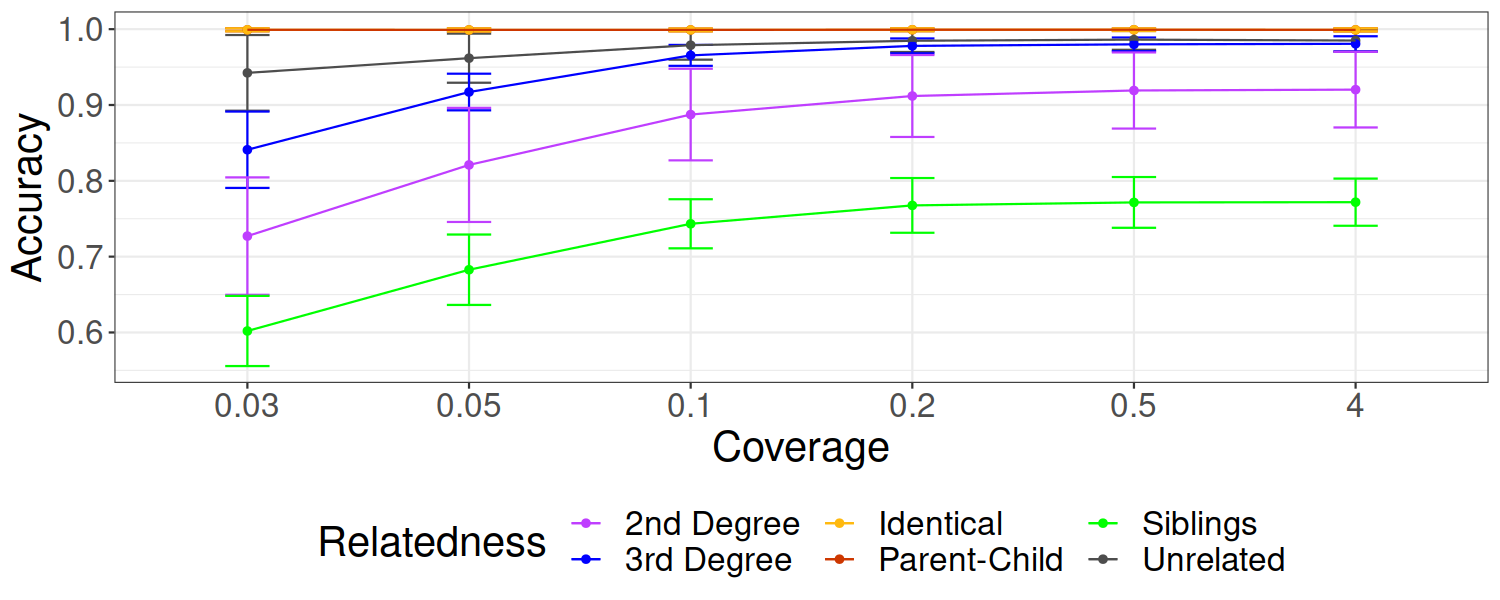 1.0
0.9
0.8
0.7
0.6
Accuracy
0.03 0.05 0.1 0.2 0.5 4
Coverage
Relatedness
2nd Degree Identical Siblings
3rd Degree Parent-Child Unrelated